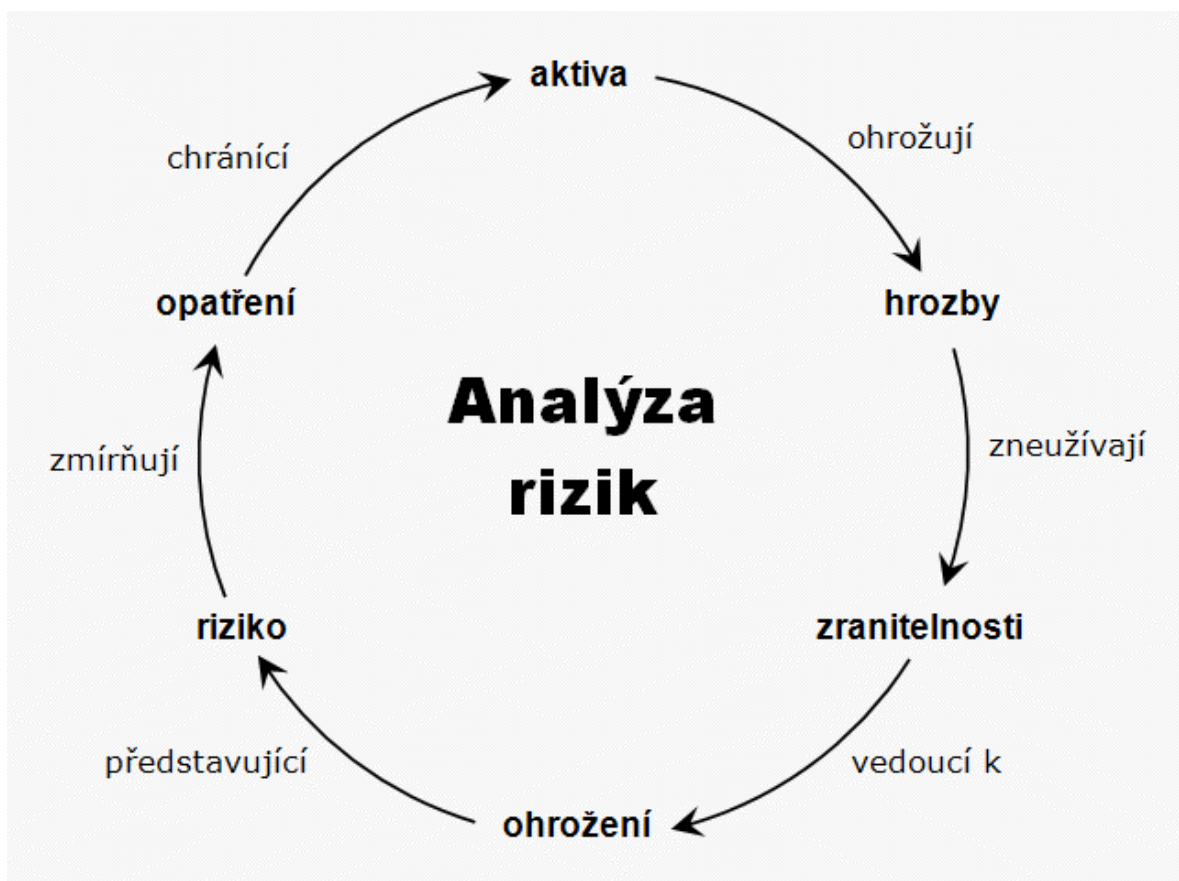 aktiva
ohrožují
hrozby
zneužívají
zranitelnosti
vedoucí k
ohrožení
představující
riziko
zmírňují
opatření
chránící
Analýza
rizik